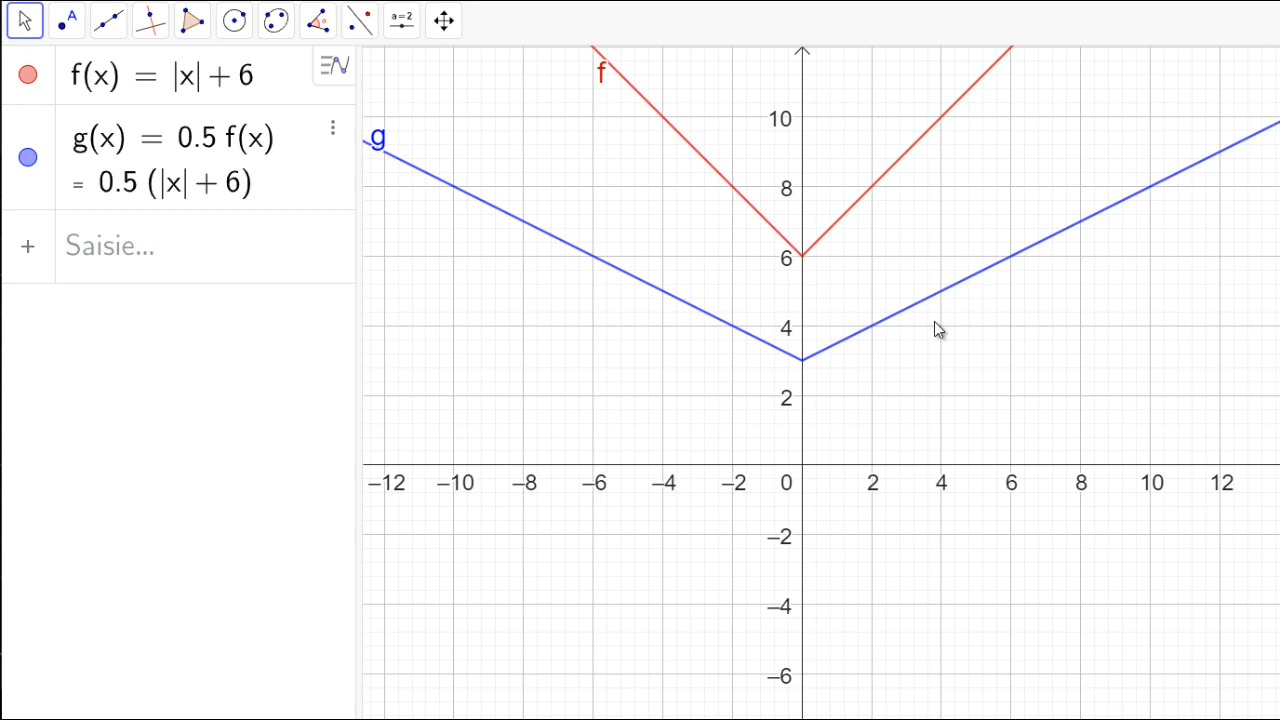 A
a=2
f(x) = |x| + 6
g(x) = 0.5 f(x)
= 0.5 (|x| + 6)
+ Saisie...
f
g
10
8
6
4
2
–12 –10 –8 –6 –4 –2 0 2 4 6 8 10 12
–2
–4
–6